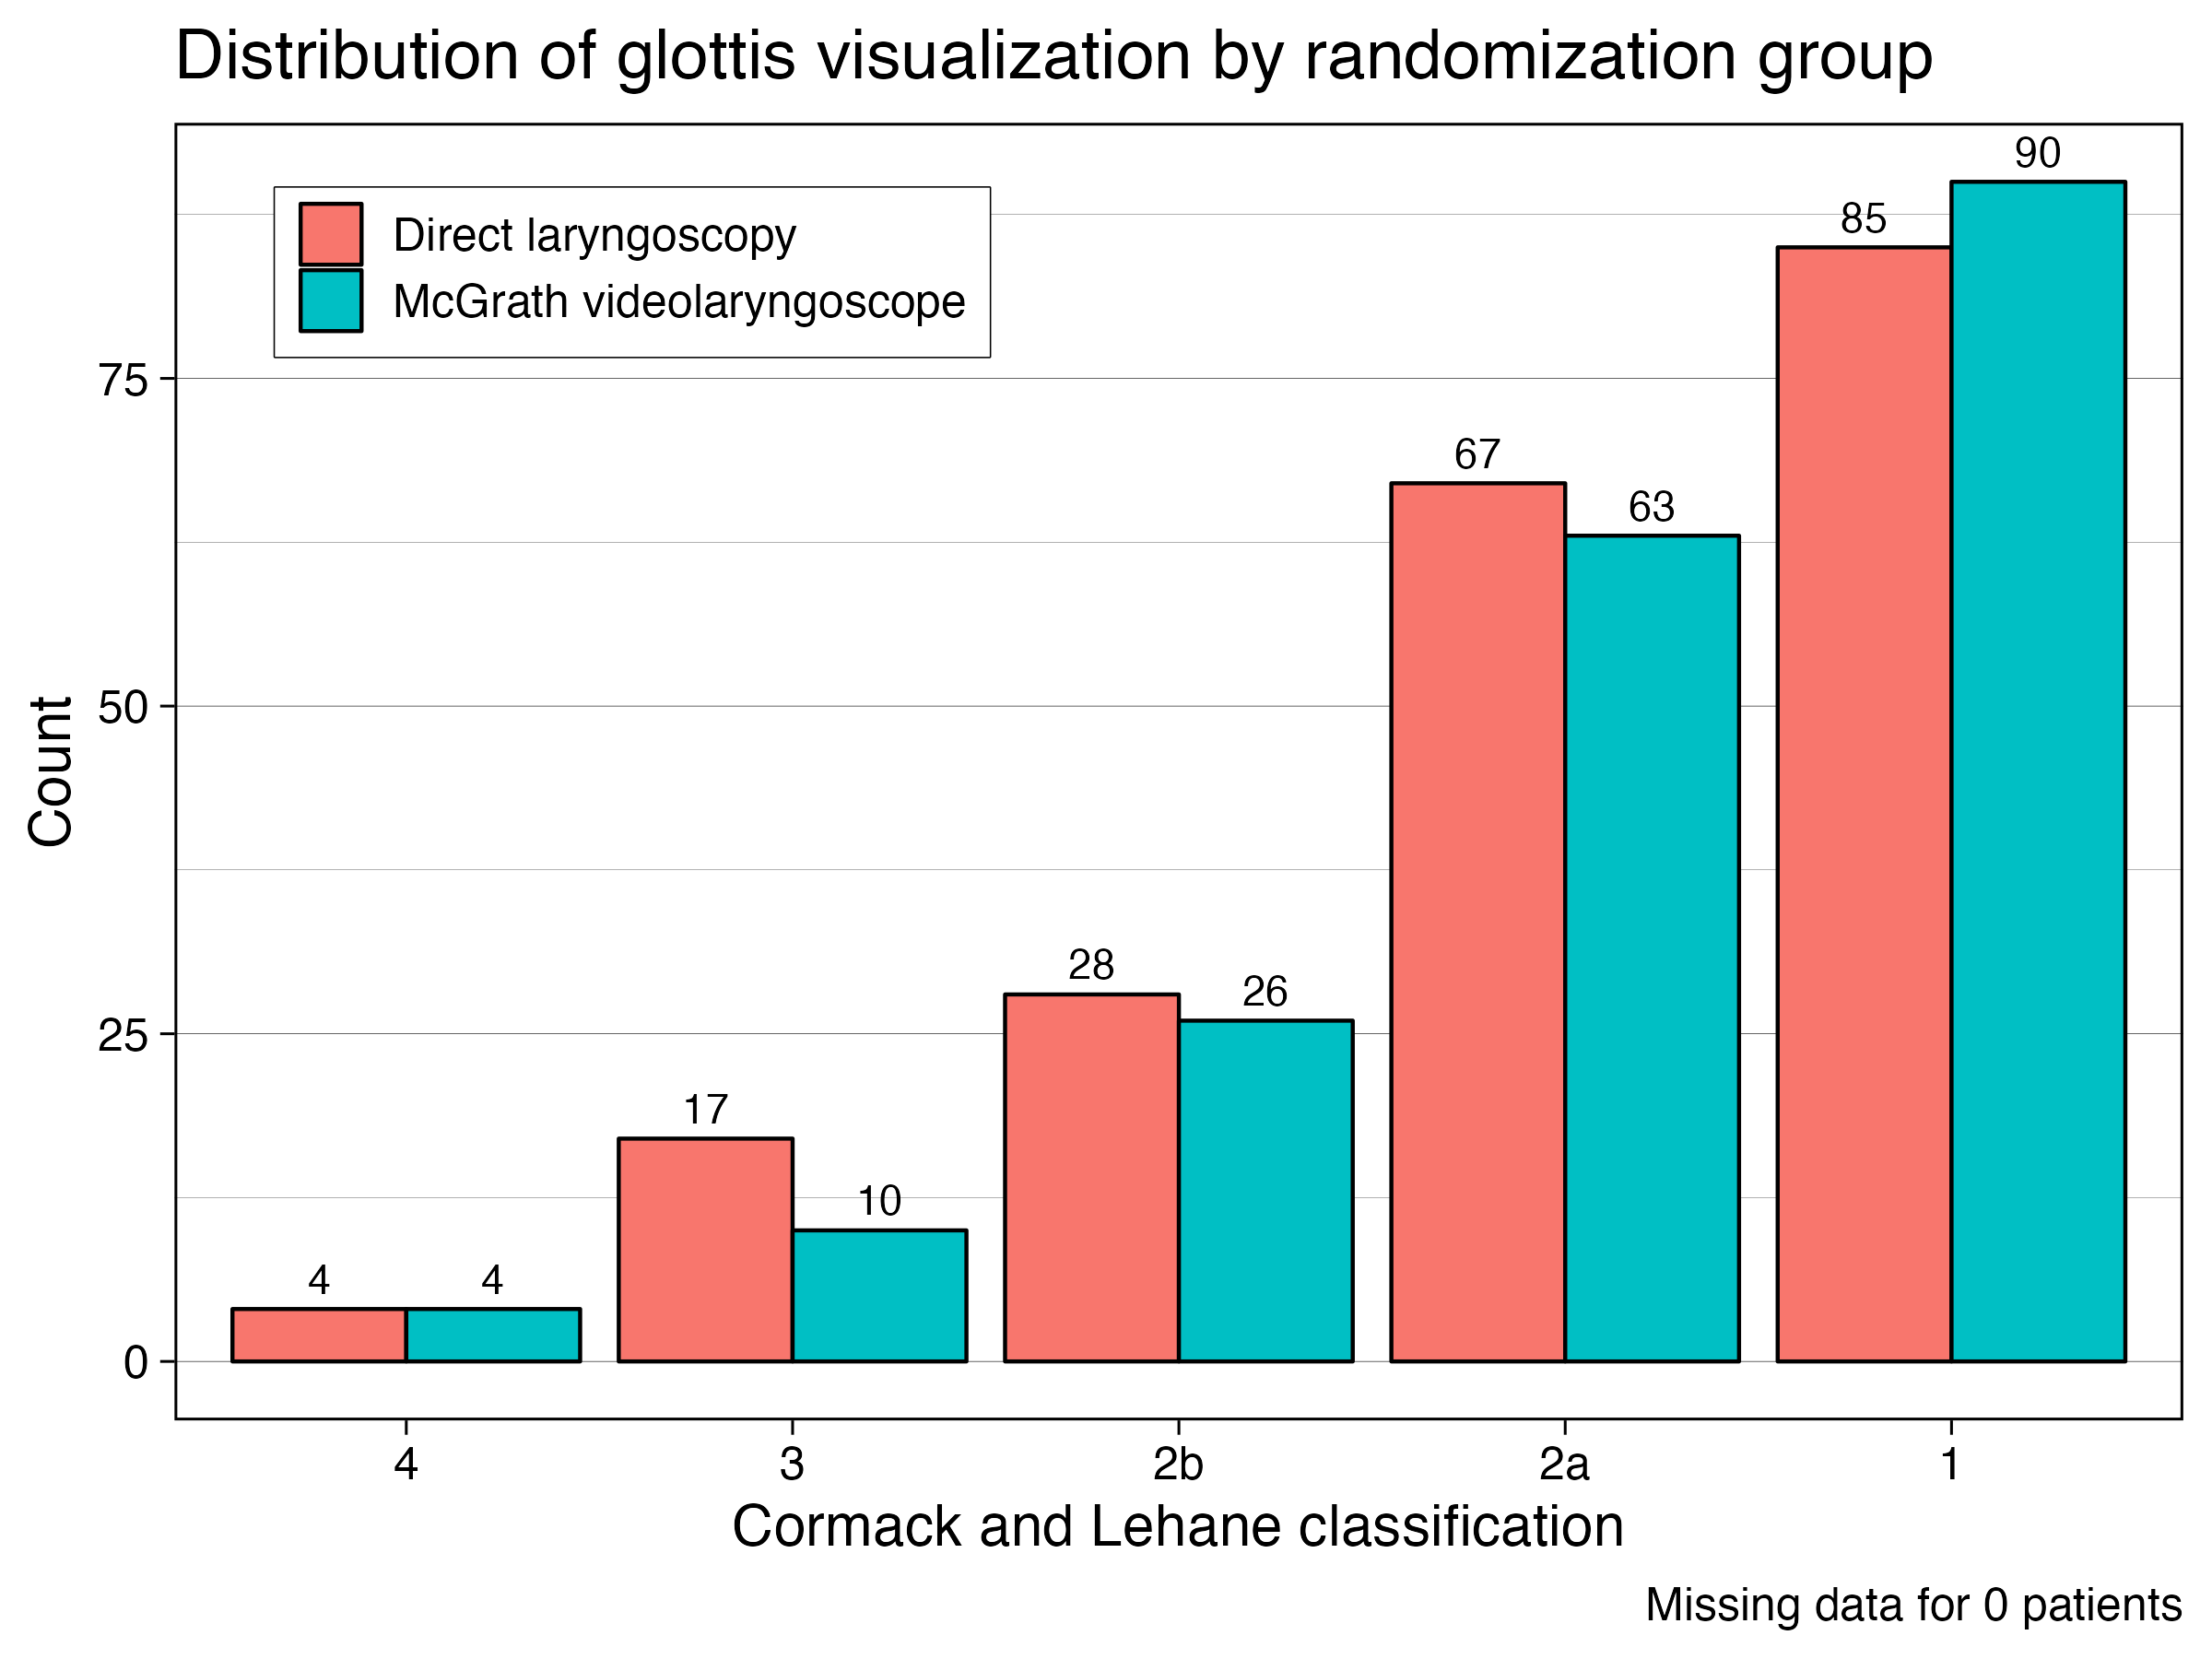 Distribution of glottis visualization by randomization group
Direct laryngoscopy
McGrath videolaryngoscope
90
85
75
67
63
50
28
26
25
17
10
4 4
0
4 3 2b 2a 1
Count
Cormack and Lehane classification
Missing data for 0 patients